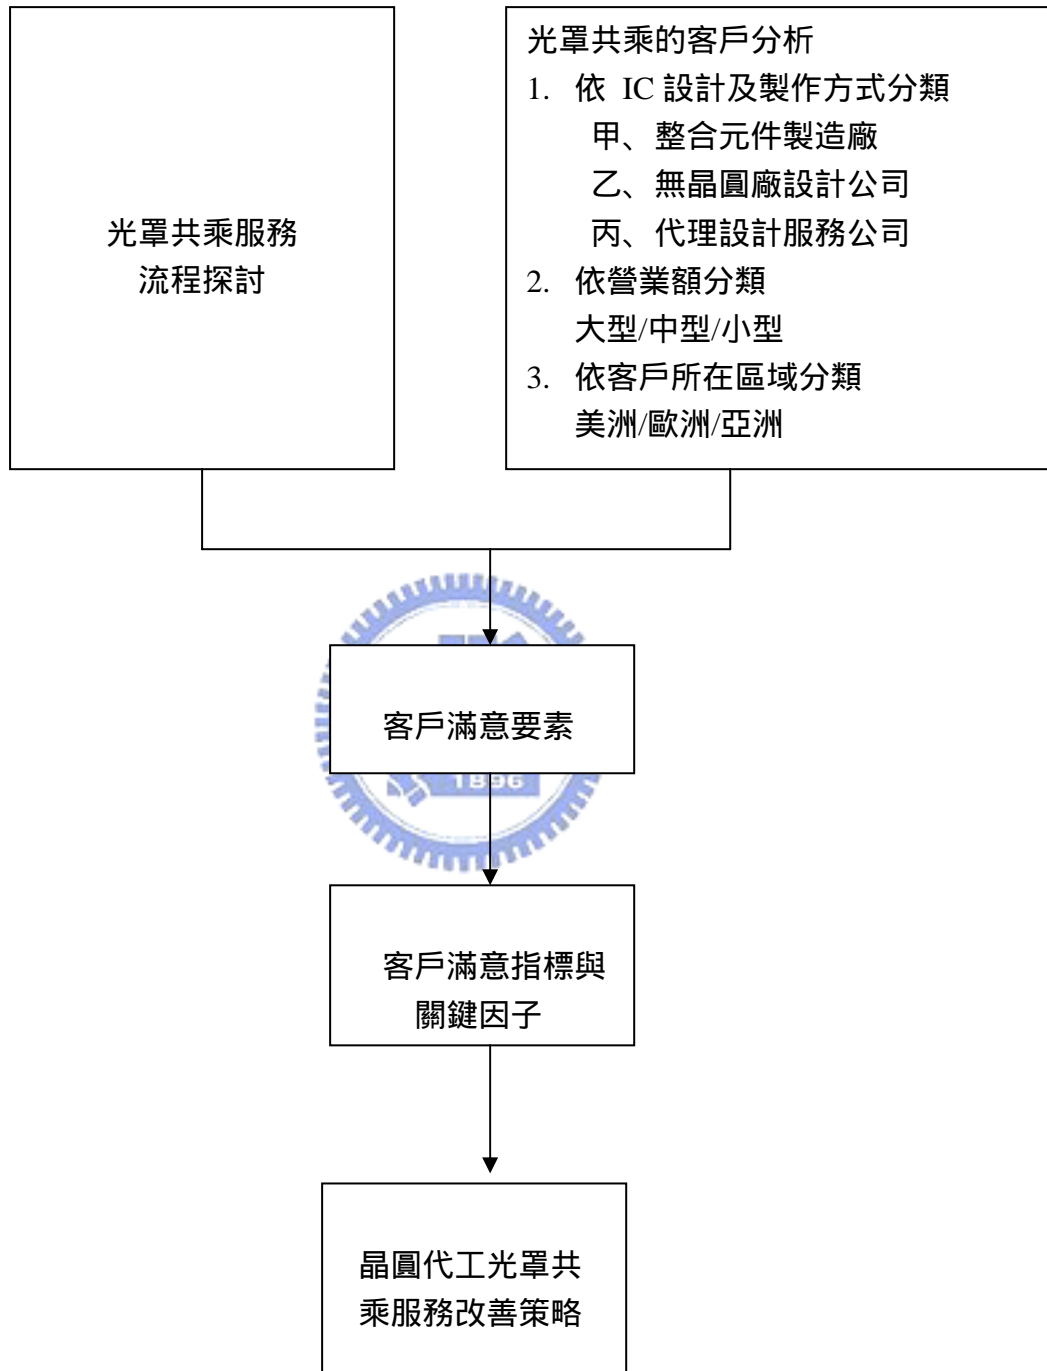 光罩共乘服務
流程探討
光罩共乘的客戶分析
1. 依 IC 設計及製作方式分類
甲、整合元件製造廠
乙、無晶圓廠設計公司
丙、代理設計服務公司
2. 依營業額分類
大型/中型/小型
3. 依客戶所在區域分類
美洲/歐洲/亞洲
客戶滿意要素
1896
客戶滿意指標與
關鍵因子
晶圓代工光罩共
乘服務改善策略